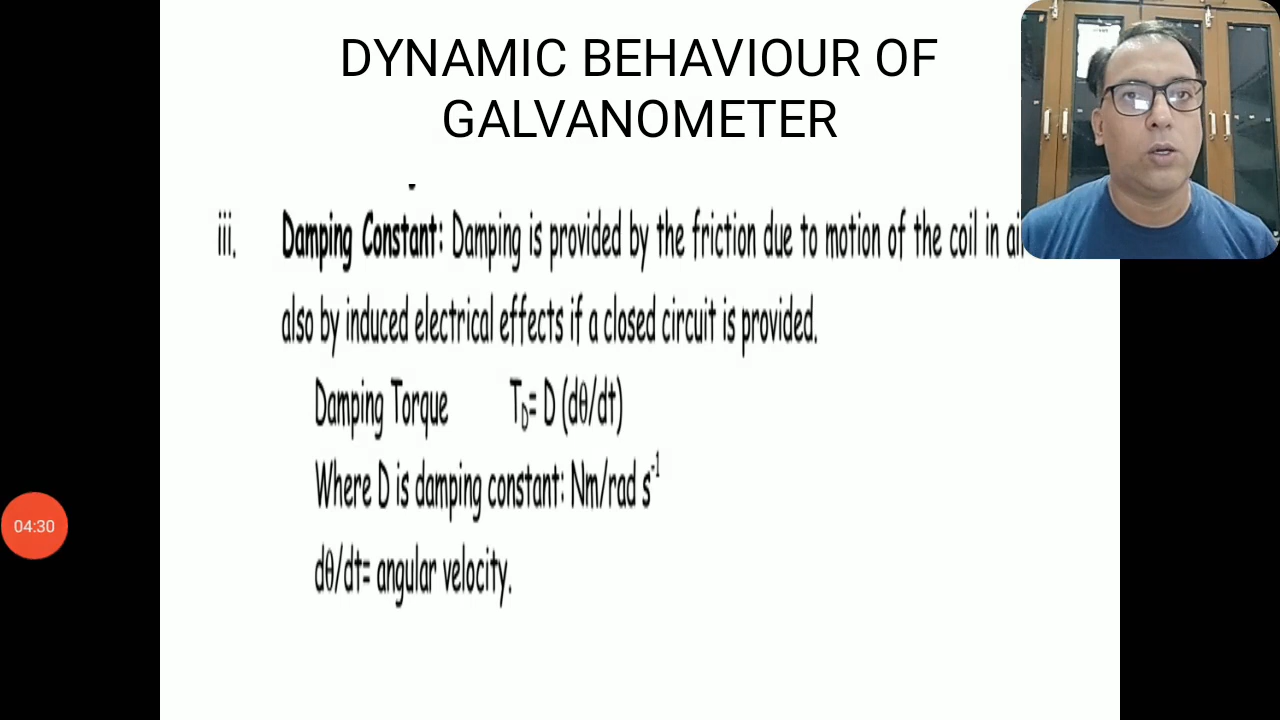 DYNAMIC BEHAVIOUR OF
GALVANOMETER
iii. Damping Constant: Damping is provided by the friction due to motion of the coil in
also by induced electrical effects if a closed circuit is provided.
Damping Torque T_D= D (dθ/dt)
Where D is damping constant: Nm/rad s⁻¹
dθ/dt= angular velocity.
04:30